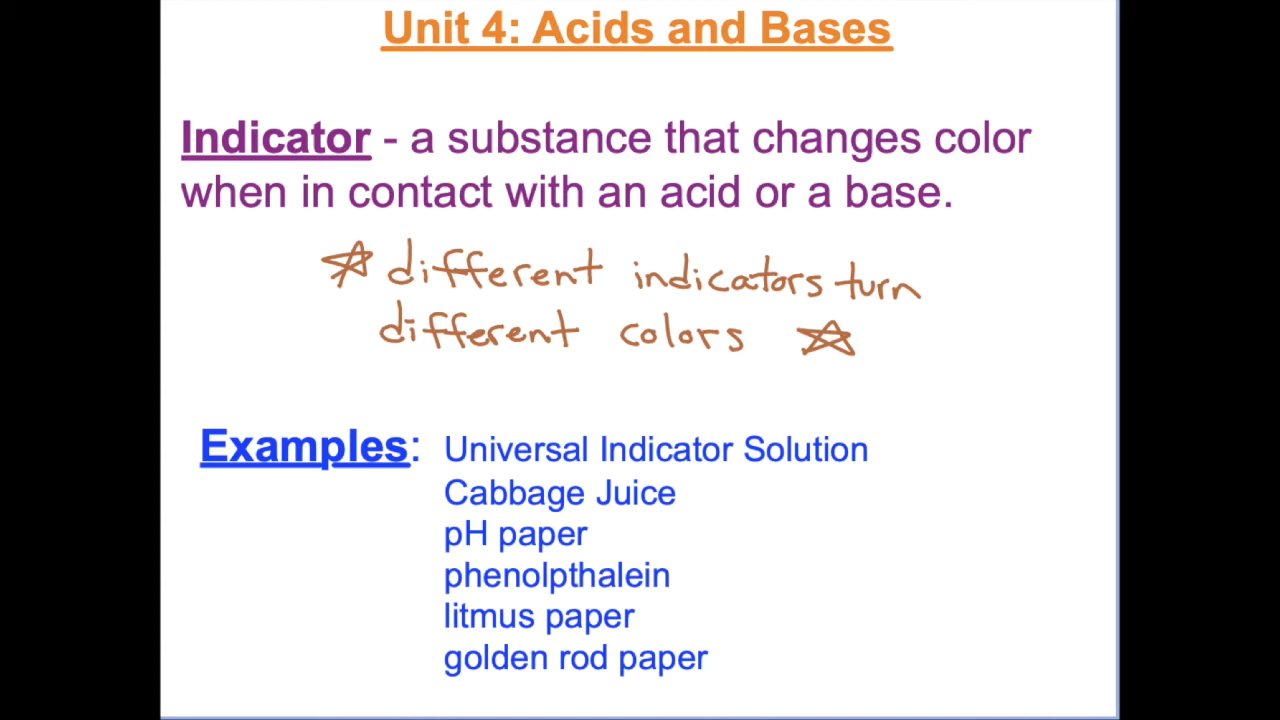 Unit 4: Acids and Bases
Indicator - a substance that changes color
when in contact with an acid or a base.
different indicators turn
different colors
Examples: Universal Indicator Solution
Cabbage Juice
pH paper
phenolpthalein
litmus paper
golden rod paper